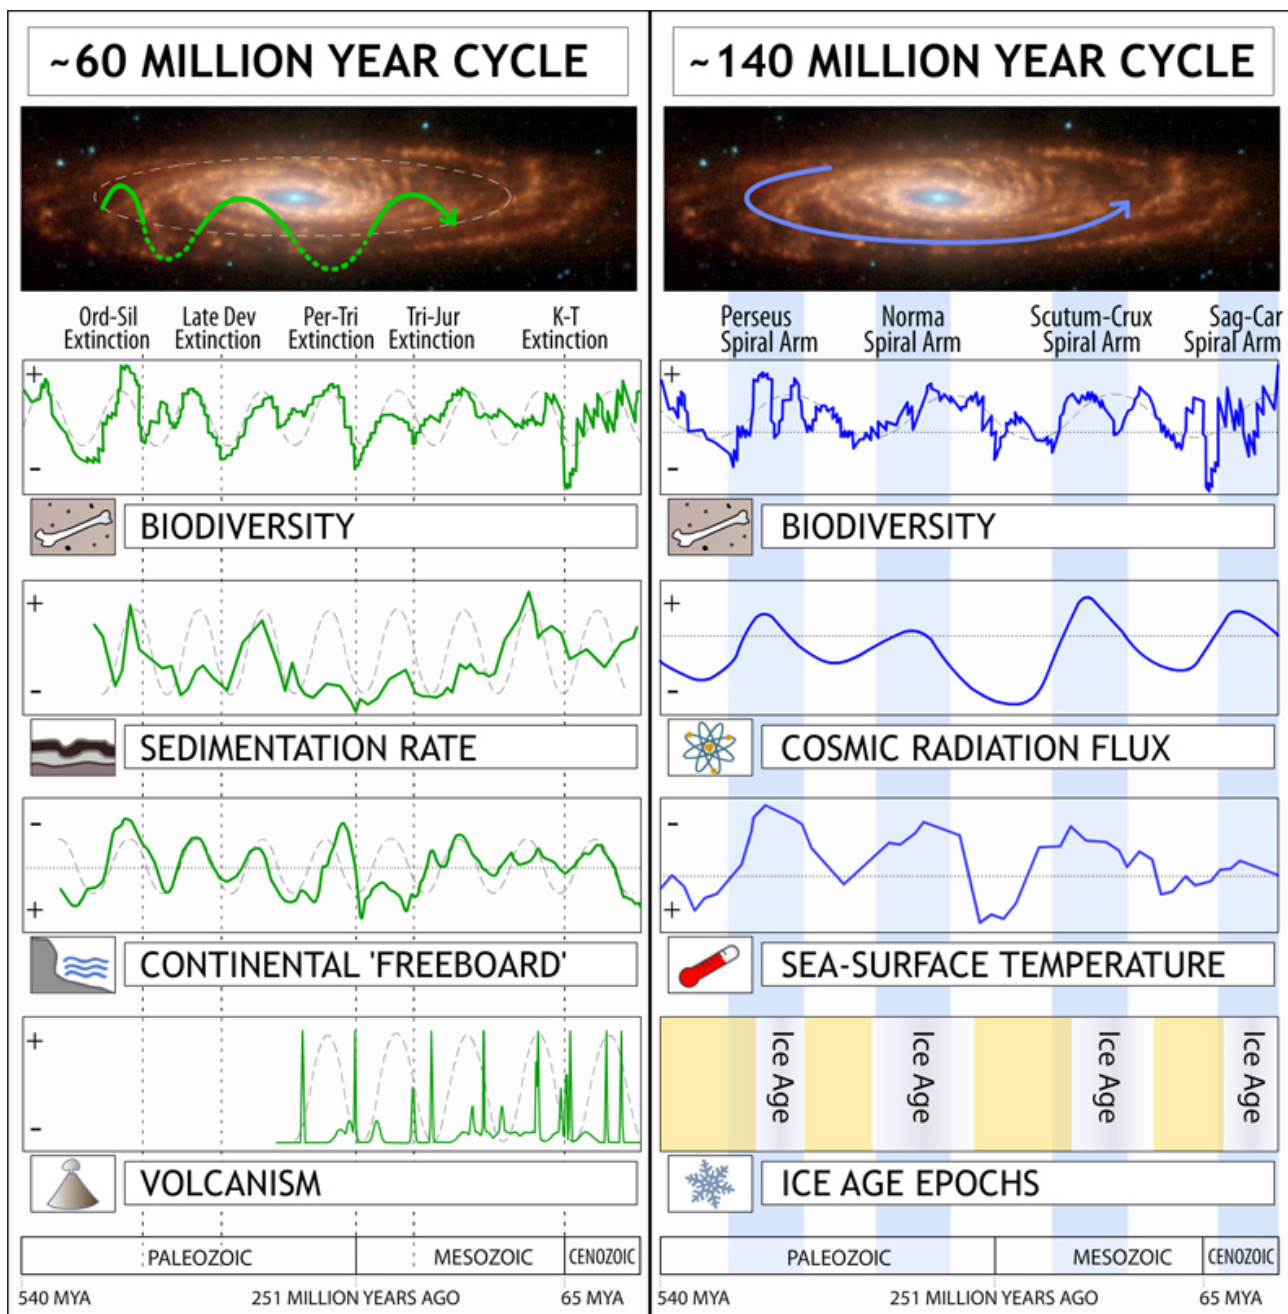 ~60 MILLION YEAR CYCLE
Ord-Sil
Extinction
Late Dev
Extinction
Per-Tri
Extinction
Tri-Jur
Extinction
K-T
Extinction
+
-
BIODIVERSITY
+
-
SEDIMENTATION RATE
-
+
CONTINENTAL 'FREEBOARD'
+
-
VOLCANISM
PALEOZOIC
MESOZOIC
CENOZOIC
540 MYA
251 MILLION YEARS AGO
65 MYA
~140 MILLION YEAR CYCLE
Perseus
Spiral Arm
Norma
Spiral Arm
Scutum-Crux
Spiral Arm
Sag-Car
Spiral Arm
+
-
BIODIVERSITY
+
-
COSMIC RADIATION FLUX
-
+
SEA-SURFACE TEMPERATURE
Ice Age
Ice Age
Ice Age
Ice Age
ICE AGE EPOCHS
PALEOZOIC
MESOZOIC
CENOZOIC
540 MYA
251 MILLION YEARS AGO
65 MYA